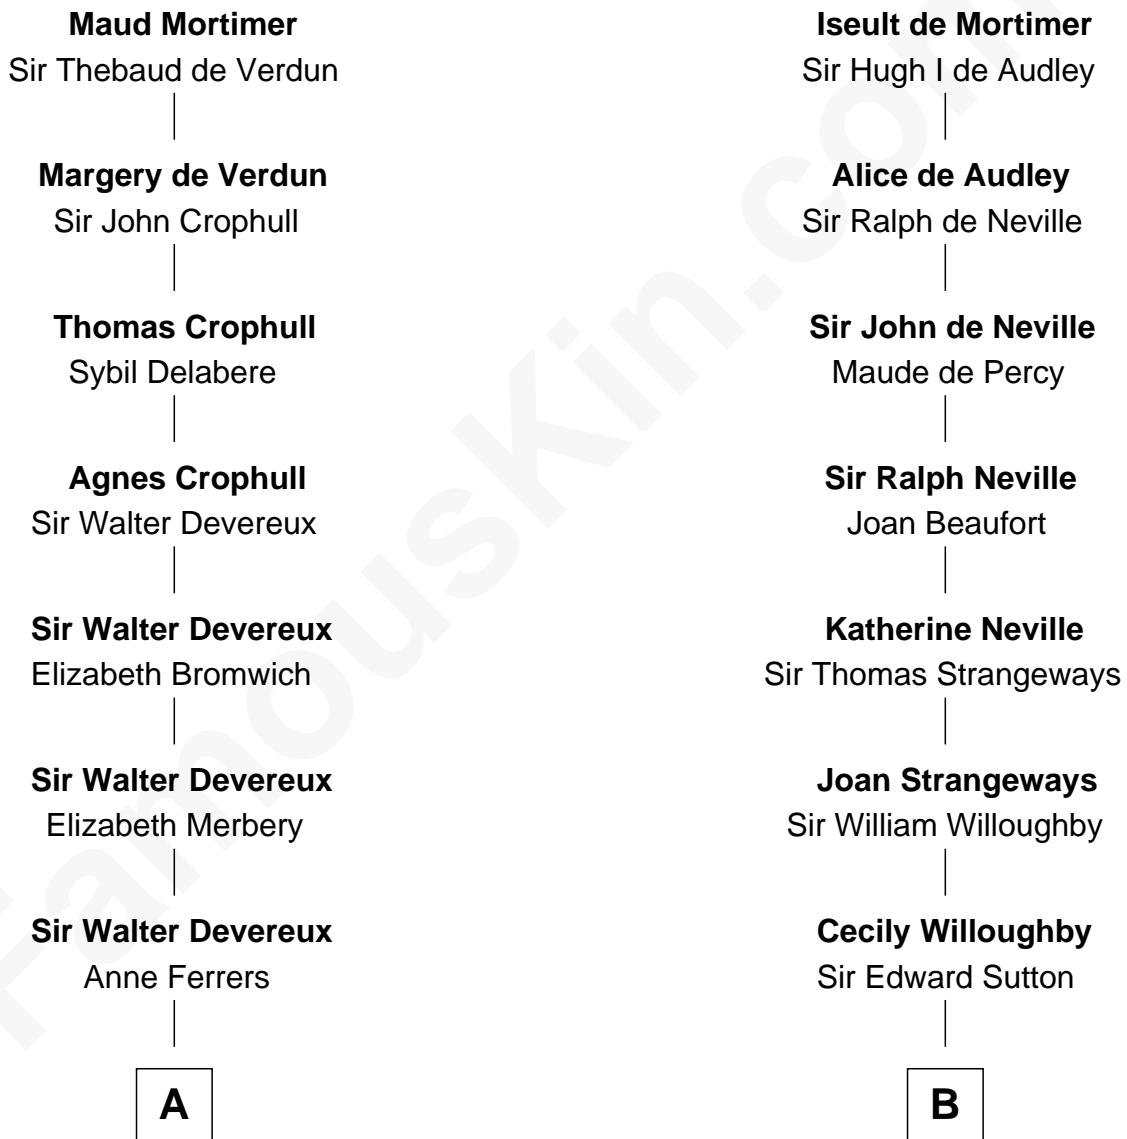 Maud Mortimer
Sir Thebaud de Verdun
Margery de Verdun
Sir John Crophull
Thomas Crophull
Sybil Delabere
Agnes Crophull
Sir Walter Devereux
Sir Walter Devereux
Elizabeth Bromwich
Sir Walter Devereux
Elizabeth Merbery
Sir Walter Devereux
Anne Ferrers
A
Iseult de Mortimer
Sir Hugh I de Audley
Alice de Audley
Sir Ralph de Neville
Sir John de Neville
Maude de Percy
Sir Ralph Neville
Joan Beaufort
Katherine Neville
Sir Thomas Strangeways
Joan Strangeways
Sir William Willoughby
Cecily Willoughby
Sir Edward Sutton
B
FamousKin.com